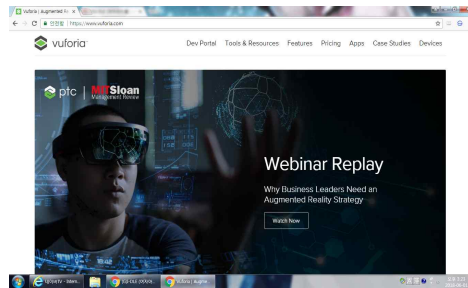 Vuforia | Augmented Re
안전함 | https://www.vuforia.com
vuforia
Dev Portal Tools & Resources Features Pricing Apps Case Studies Devices
ptc | MIT Sloan
Management Review
Webinar Replay
Why Business Leaders Need an
Augmented Reality Strategy
Watch Now
Vuforia | Augme...